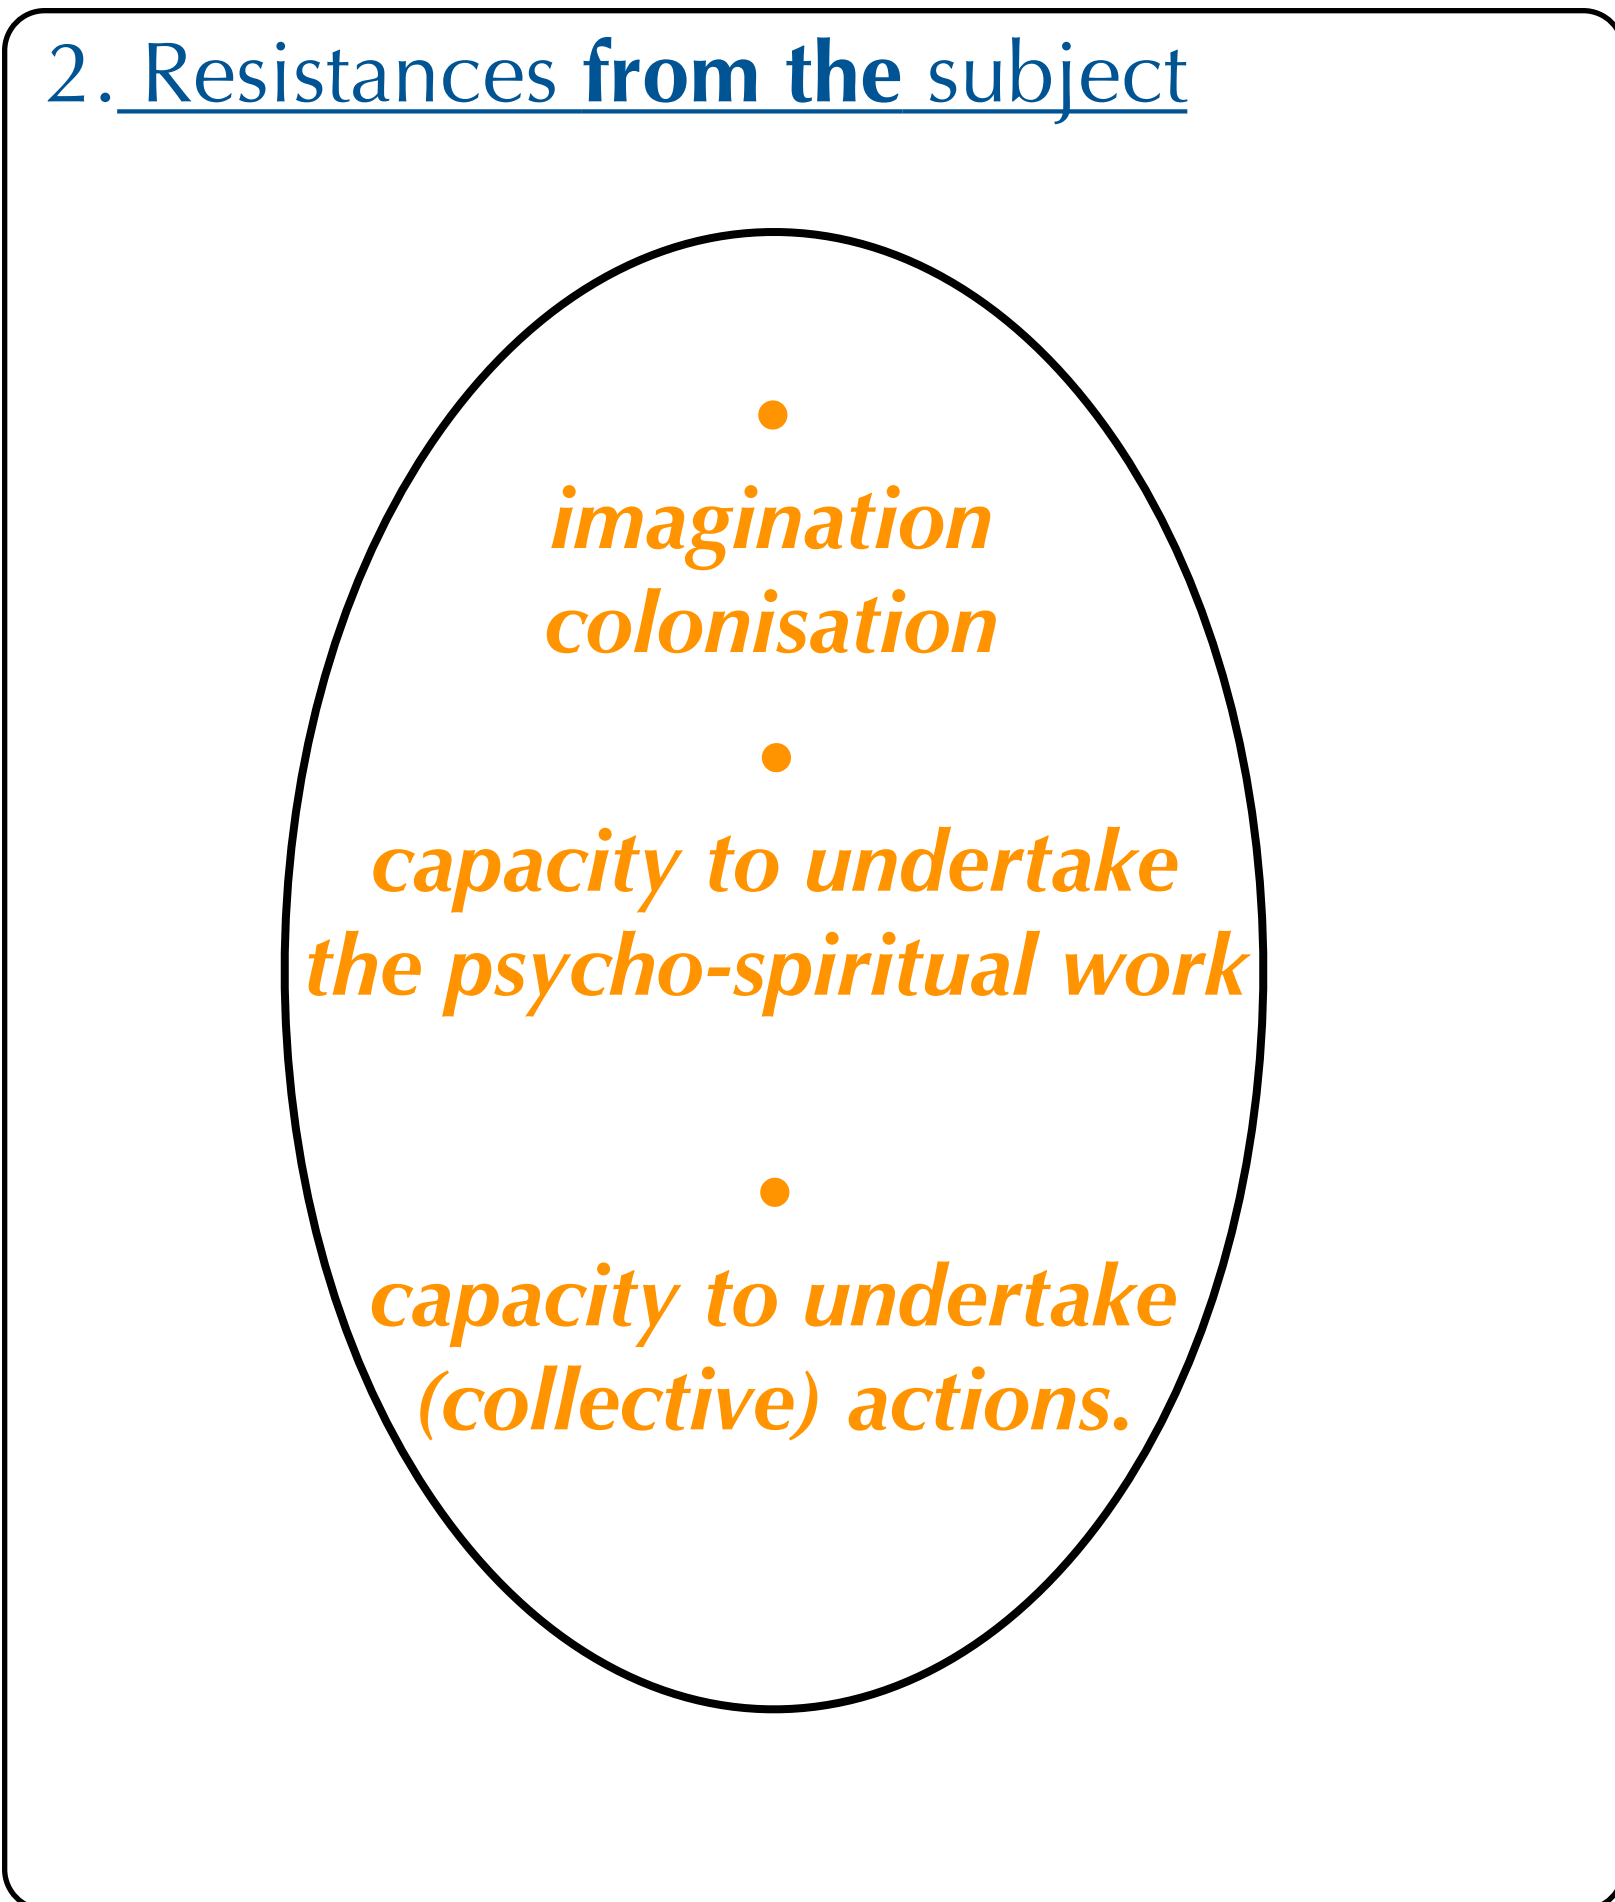 2. Resistances from the subject
•
imagination
colonisation
•
capacity to undertake
the psycho-spiritual work
•
capacity to undertake
(collective) actions.